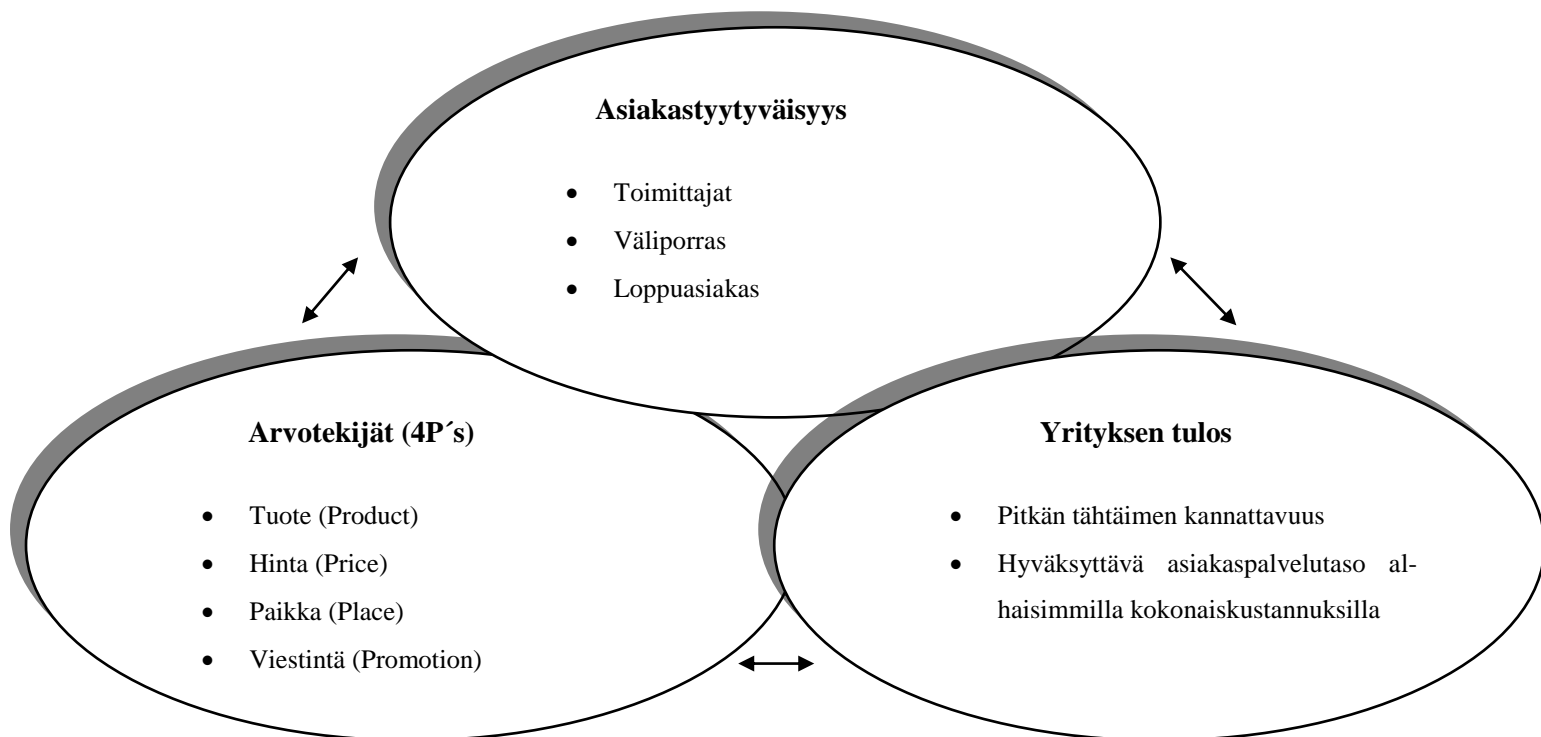 Asiakastyytyväisyys
• Toimittajat
• Väliporras
• Loppuasiakas
Arvotekijät (4P´s)
• Tuote (Product)
• Hinta (Price)
• Paikka (Place)
• Viestintä (Promotion)
Yrityksen tulos
• Pitkän tähtäimen kannattavuus
• Hyväksyttävä asiakaspalvelutaso al-
haisimmilla kokonaiskustannuksilla